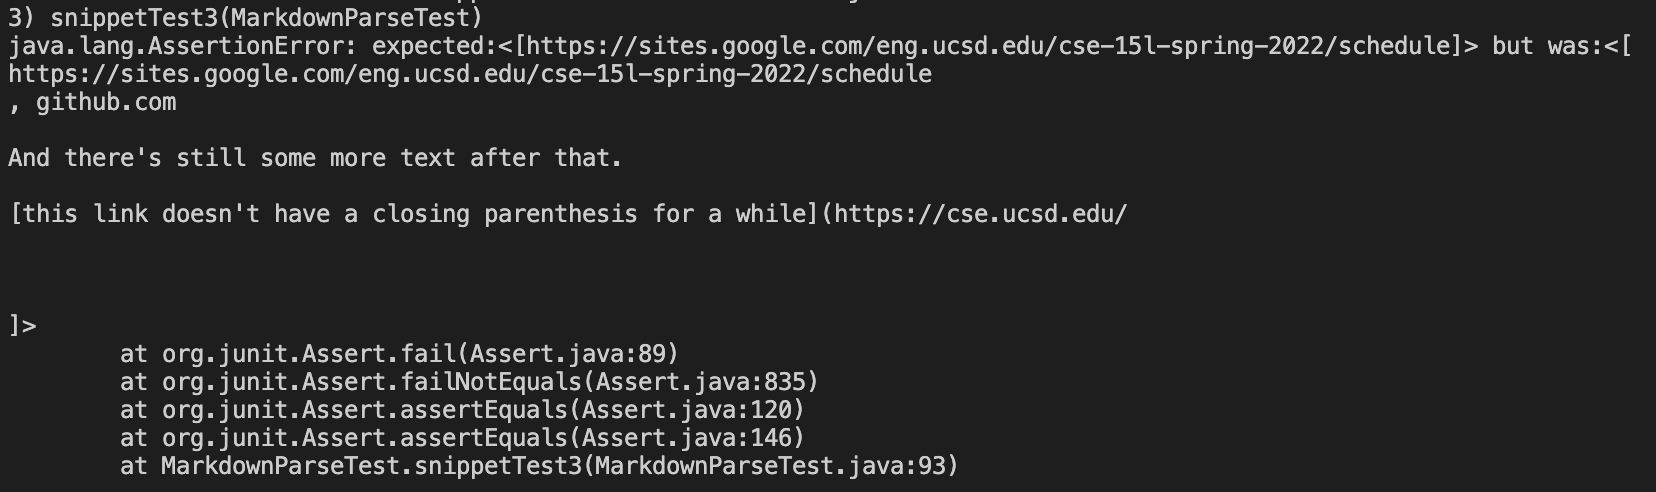 3) snippetTest3(MarkdownParseTest)
java.lang.AssertionError: expected:<[https://sites.google.com/eng.ucsd.edu/cse-15l-spring-2022/schedule]> but was:<[
https://sites.google.com/eng.ucsd.edu/cse-15l-spring-2022/schedule
, github.com
And there's still some more text after that.
[this link doesn't have a closing parenthesis for a while](https://cse.ucsd.edu/
]>
at org.junit.Assert.fail(Assert.java:89)
at org.junit.Assert.failNotEquals(Assert.java:835)
at org.junit.Assert.assertEquals(Assert.java:120)
at org.junit.Assert.assertEquals(Assert.java:146)
at MarkdownParseTest.snippetTest3(MarkdownParseTest.java:93)